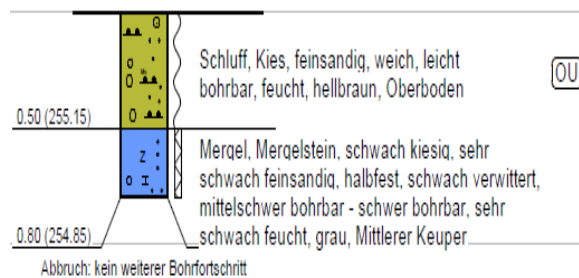 Schluff, Kies, feinsandig, weich, leicht
bohrbar, feucht, hellbraun, Oberboden
OU
0.50 (255.15)
Mergel, Mergelstein, schwach kiesig, sehr
schwach feinsandig, halbfest, schwach verwittert,
mittelschwer bohrbar - schwer bohrbar, sehr
schwach feucht, grau, Mittlerer Keuper
0.80 (254.85)
Abbruch: kein weiterer Bohrfortschritt